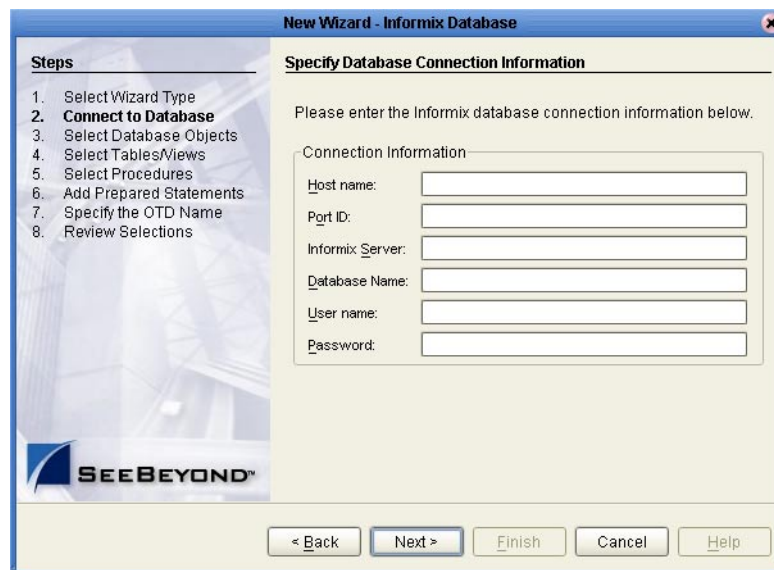 New Wizard - Informix Database
Steps
1. Select Wizard Type
2. Connect to Database
3. Select Database Objects
4. Select Tables/Views
5. Select Procedures
6. Add Prepared Statements
7. Specify the OTD Name
8. Review Selections
SEEBEYOND™
Specify Database Connection Information
Please enter the Informix database connection information below.
Connection Information
Host name:
Port ID:
Informix Server:
Database Name:
User name:
Password:
< Back
Next >
Finish
Cancel
Help